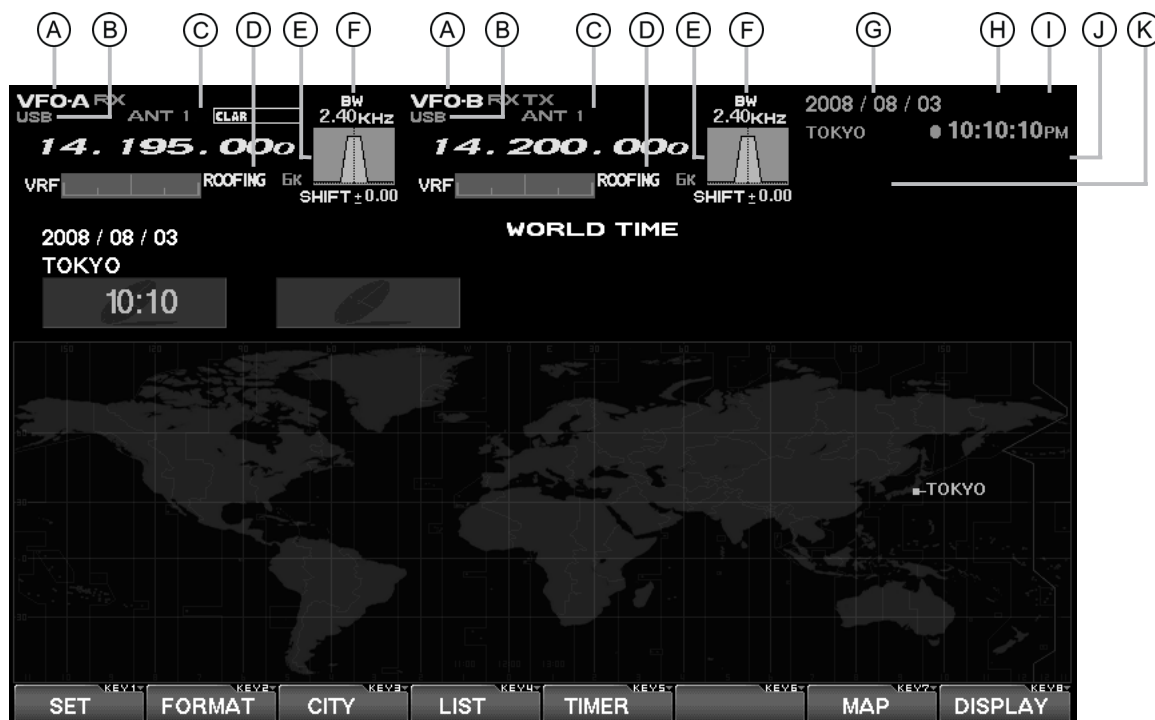 A B C D E F A B C D E F G H I J K
VFO-A RX
USB ANT 1 CLAR
14.195.000
VRF ROOFING 6K
BW
2.40KHz
SHIFT ± 0.00
VFO-B RX TX
USB ANT 1
14.200.000
VRF ROOFING 6K
BW
2.40KHz
SHIFT ± 0.00
2008 / 08 / 03
TOKYO 10:10:10PM
WORLD TIME
2008 / 08 / 03
TOKYO
10:10
TOKYO
KEY1 KEY2 KEY3 KEY4 KEY5 KEY6 KEY7 KEY8
SET FORMAT CITY LIST TIMER MAP DISPLAY